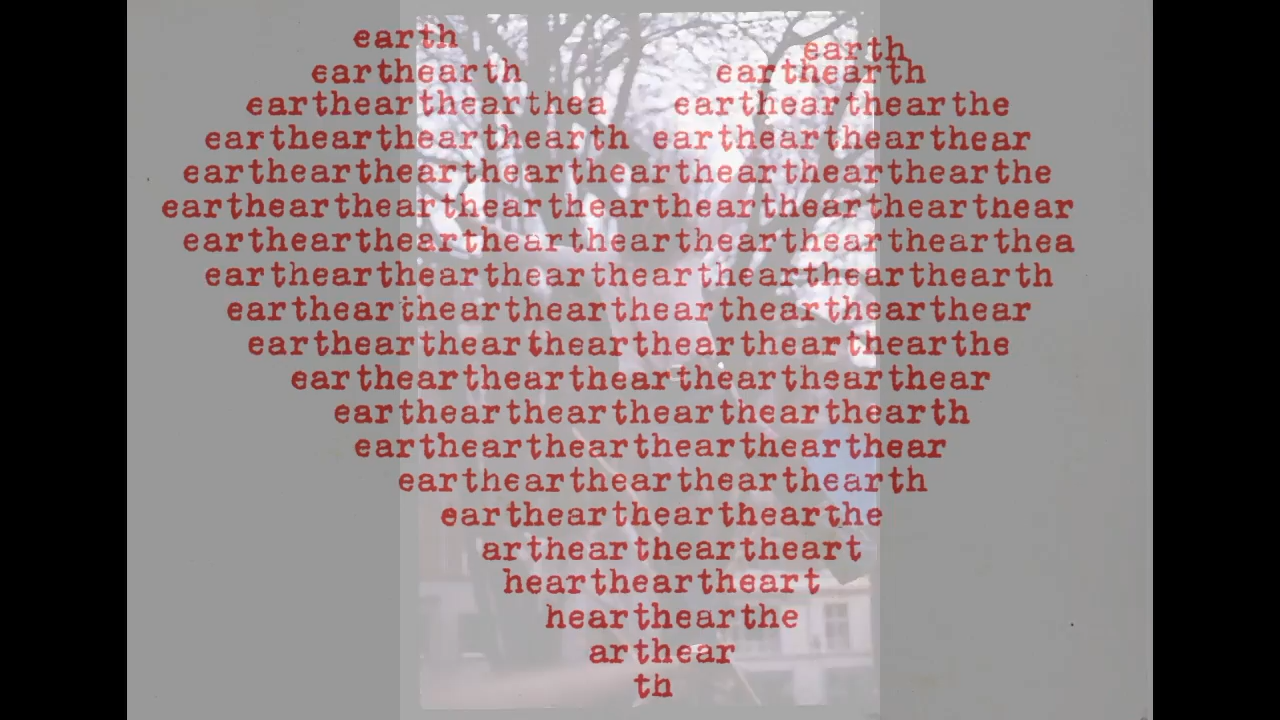 earth
earth
earthearth earthearth
earthearthearthea earthearthearthe
earthearthearthearth earthearthearthear
earthearthearthearthearthearthearthearthe
earthearthearthearthearthearthearthearthear
earthearthearthearthearthearthearthearthea
earthearthearthearthearthearthearthearth
earthearthearthearthearthearthearthear
earthearthearthearthearthearthearthe
earthearthearthearthearthearthear
earthearthearthearthearthearth
earthearthearthearthearthear
earthearthearthearthearth
earthearthearthearthe
artheartheartheart
heartheartheart
hearthearthe
arthear
th